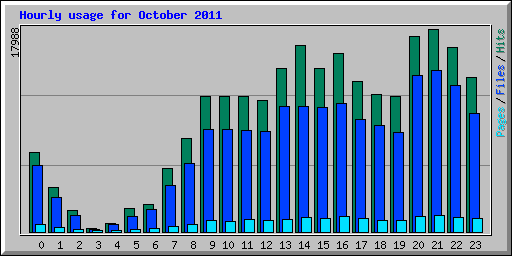 Hourly usage for October 2011
17988
Pages/Files/Hits
0 1 2 3 4 5 6 7 8 9 10 11 12 13 14 15 16 17 18 19 20 21 22 23